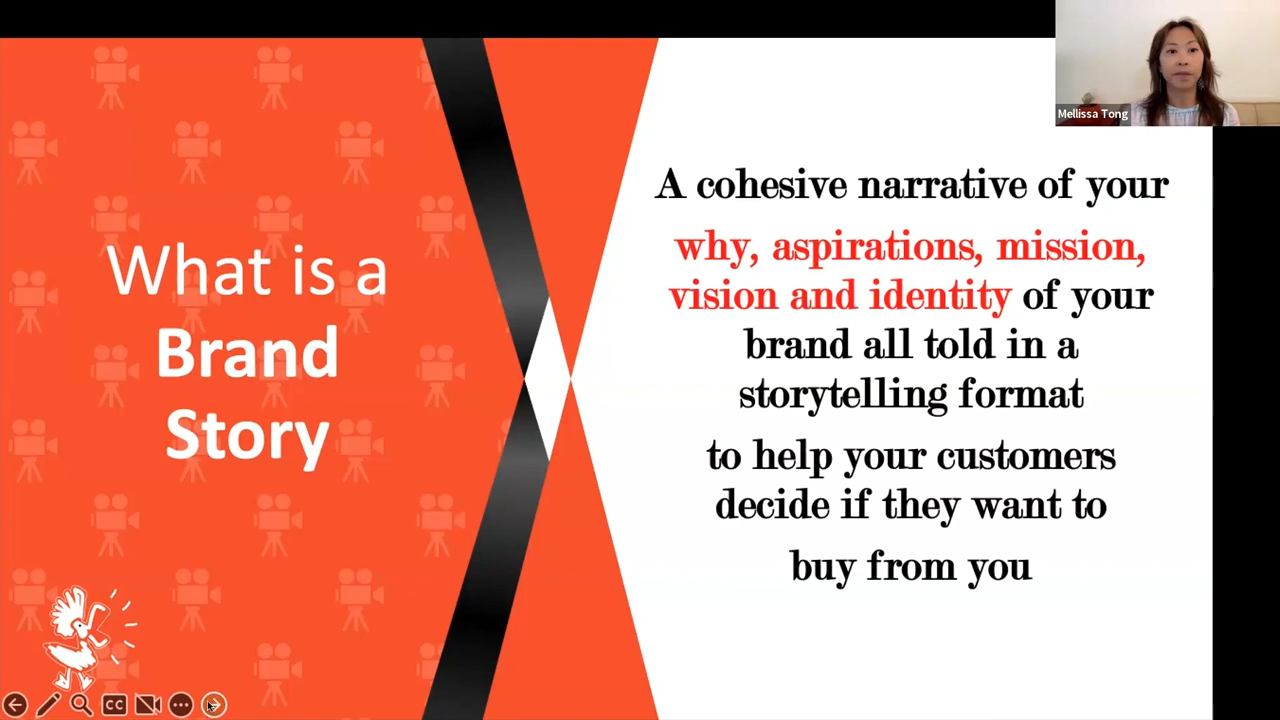 Mellissa Tong
What is a
Brand
Story
A cohesive narrative of your
why, aspirations, mission,
vision and identity of your
brand all told in a
storytelling format
to help your customers
decide if they want to
buy from you
CC